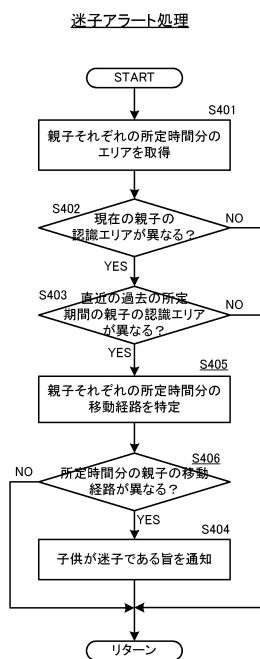 迷子アラート処理
START
S401
親子それぞれの所定時間分の
エリアを取得
S402
現在の親子の
認識エリアが異なる？
NO
YES
S403
直近の過去の所定
期間の親子の認識エリア
が異なる？
NO
YES
S405
親子それぞれの所定時間分の
移動経路を特定
S406
所定時間分の親子の移動
経路が異なる？
NO
YES
S404
子供が迷子である旨を通知
リターン